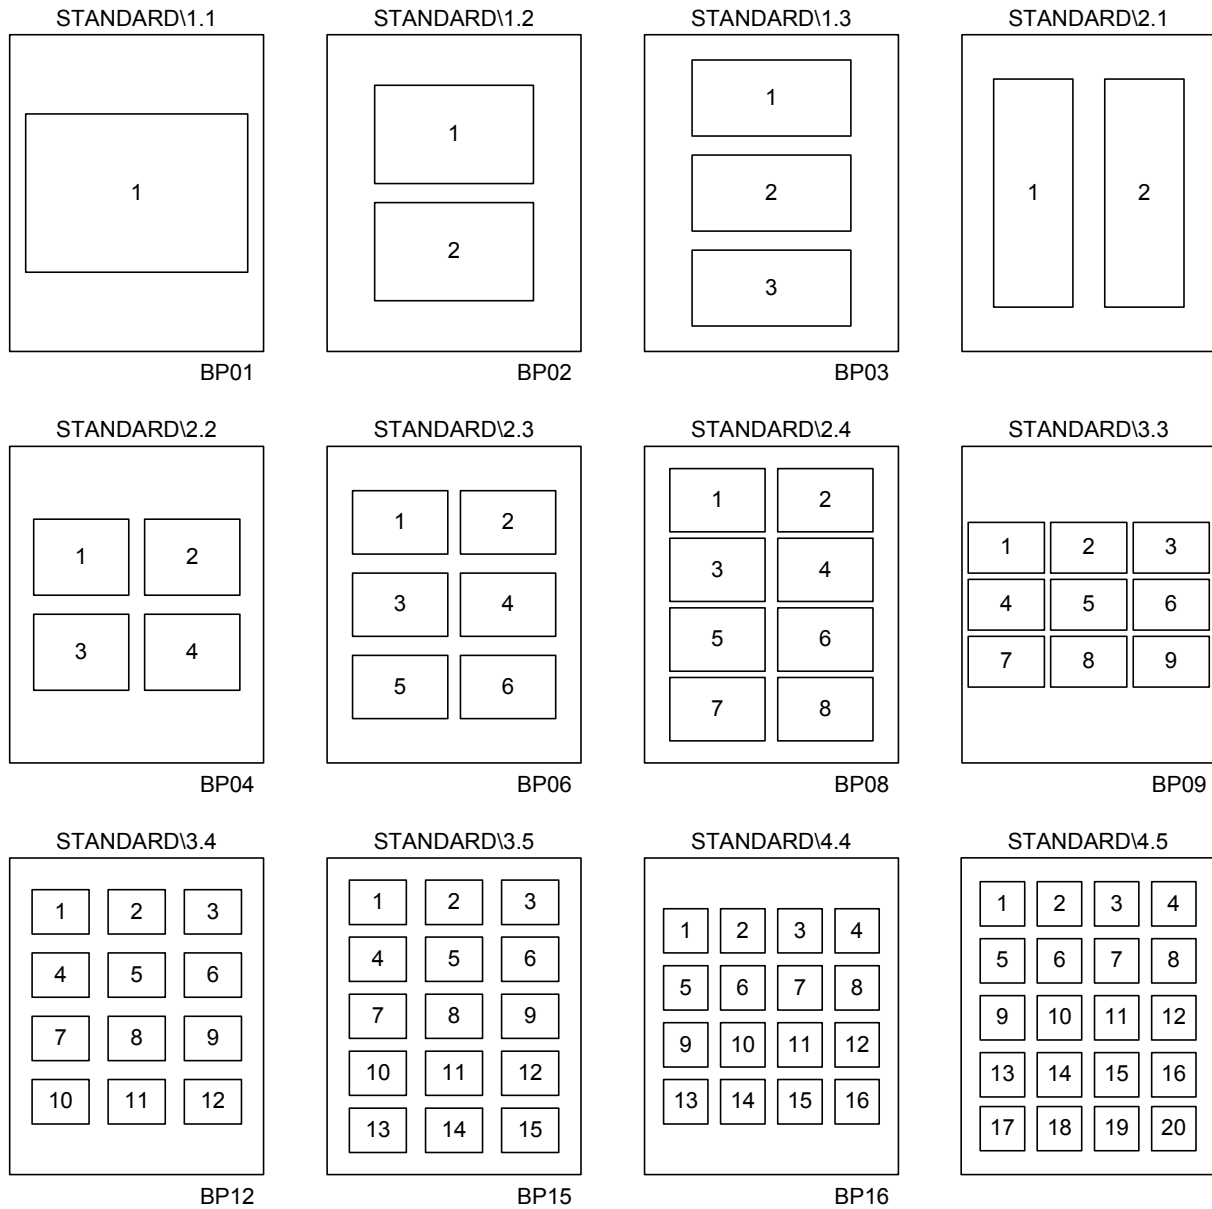 STANDARD\1.1 STANDARD\1.2 STANDARD\1.3 STANDARD\2.1
1
1
2
1
2
3
1 2
BP01 BP02 BP03
STANDARD\2.2 STANDARD\2.3 STANDARD\2.4 STANDARD\3.3
1 2
3 4
1 2
3 4
5 6
1 2
3 4
5 6
7 8
1 2 3
4 5 6
7 8 9
BP04 BP06 BP08 BP09
STANDARD\3.4 STANDARD\3.5 STANDARD\4.4 STANDARD\4.5
1 2 3
4 5 6
7 8 9
10 11 12
1 2 3
4 5 6
7 8 9
10 11 12
13 14 15
1 2 3 4
5 6 7 8
9 10 11 12
13 14 15 16
1 2 3 4
5 6 7 8
9 10 11 12
13 14 15 16
17 18 19 20
BP12 BP15 BP16